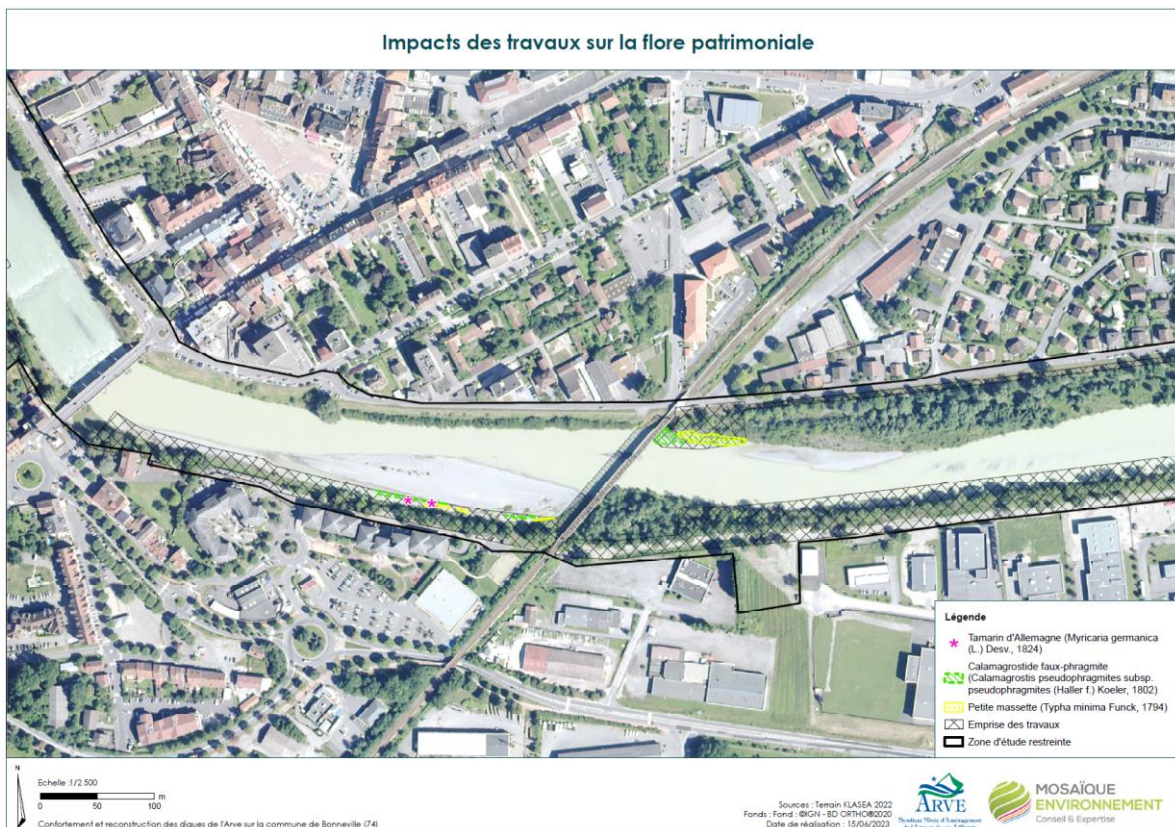 Impacts des travaux sur la flore patrimoniale
Légende
Tamarin d'Allemagne (Myricaria germanica
(L.) Desv., 1824)
Calamagrostide faux-phragmite
(Calamagrostis pseudophragmites subsp.
pseudophragmites (Haller f.) Koeler, 1802)
Petite massette (Typha minima Funck, 1794)
Emprise des travaux
Zone d'étude restreinte
N
Echelle :1/2 500
0 50 100 m
Confortement et reconstruction des digues de l'Arve sur la commune de Bonneville (74)
Sources : Terrain KLASEA 2022
Fonds : Fond : ©IGN - BD ORTHO®2020
Date de réalisation : 15/06/2023
ARVE
Syndicat Mixte d'Aménagement
MOSAÏQUE
ENVIRONNEMENT
Conseil & Expertise